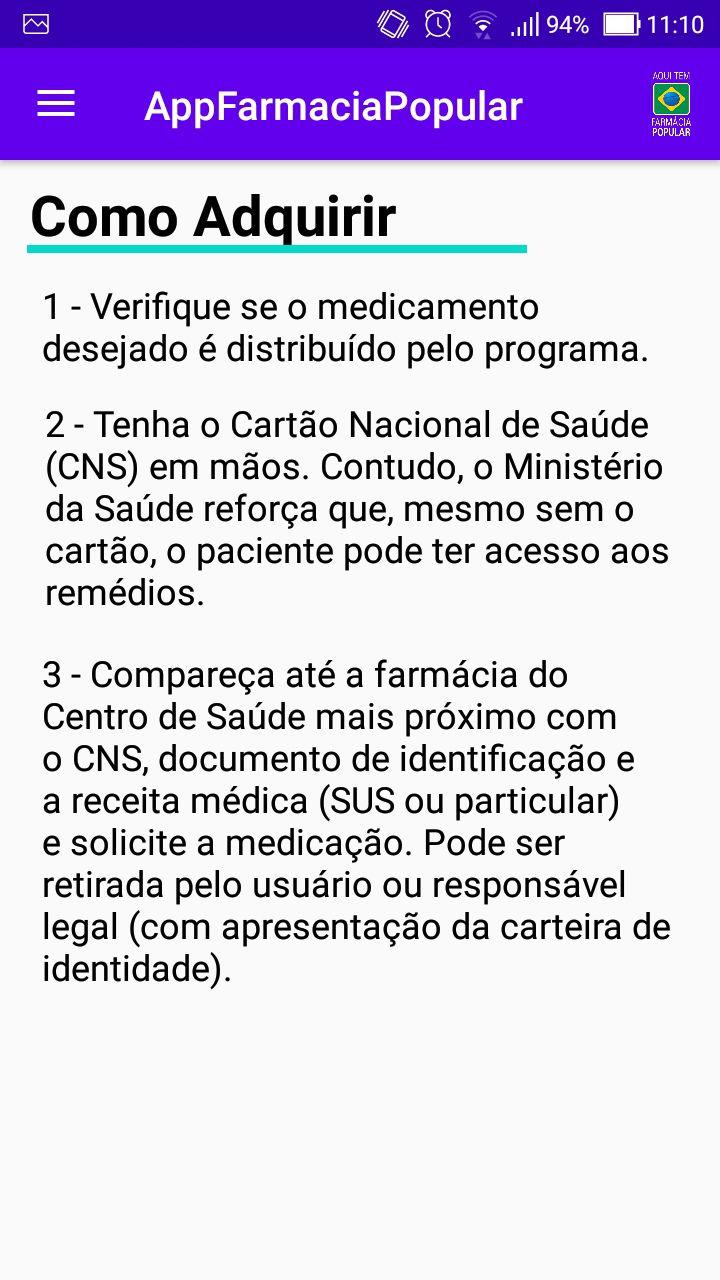 94% 11:10
AppFarmaciaPopular
AQUI TEM
FARMÁCIA
POPULAR
Como Adquirir
1 - Verifique se o medicamento
desejado é distribuído pelo programa.
2 - Tenha o Cartão Nacional de Saúde
(CNS) em mãos. Contudo, o Ministério
da Saúde reforça que, mesmo sem o
cartão, o paciente pode ter acesso aos
remédios.
3 - Compareça até a farmácia do
Centro de Saúde mais próximo com
o CNS, documento de identificação e
a receita médica (SUS ou particular)
e solicite a medicação. Pode ser
retirada pelo usuário ou responsável
legal (com apresentação da carteira de
identidade).